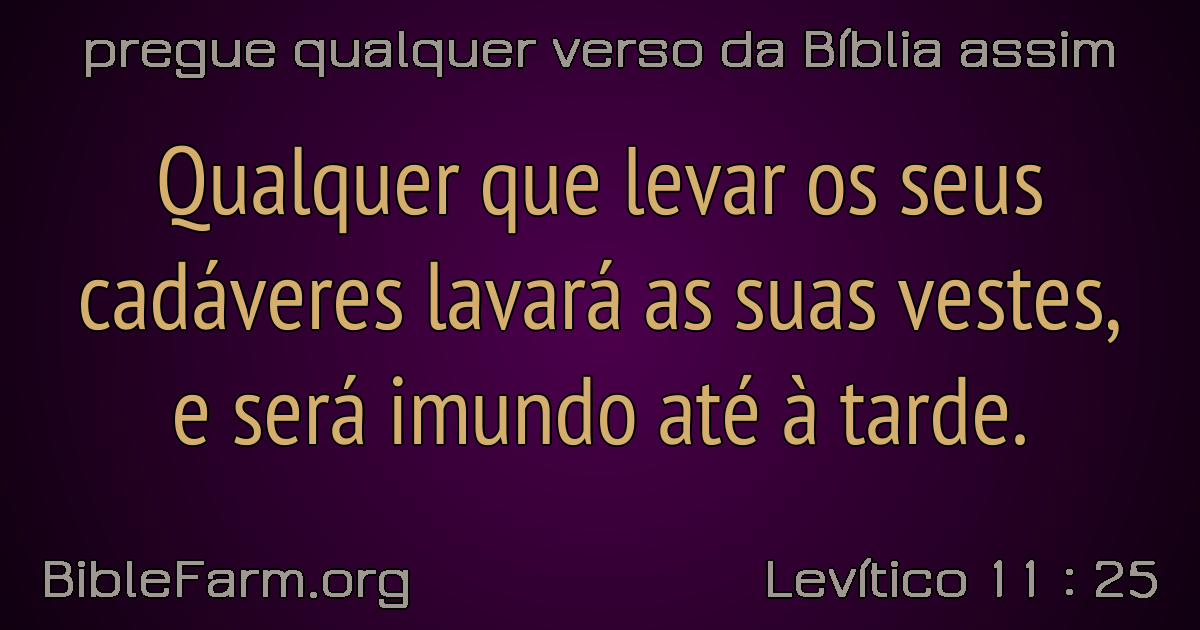 pregue qualquer verso da Bíblia assim
Qualquer que levar os seus
cadáveres lavará as suas vestes,
e será imundo até à tarde.
BibleFarm.org
Levítico 11 : 25